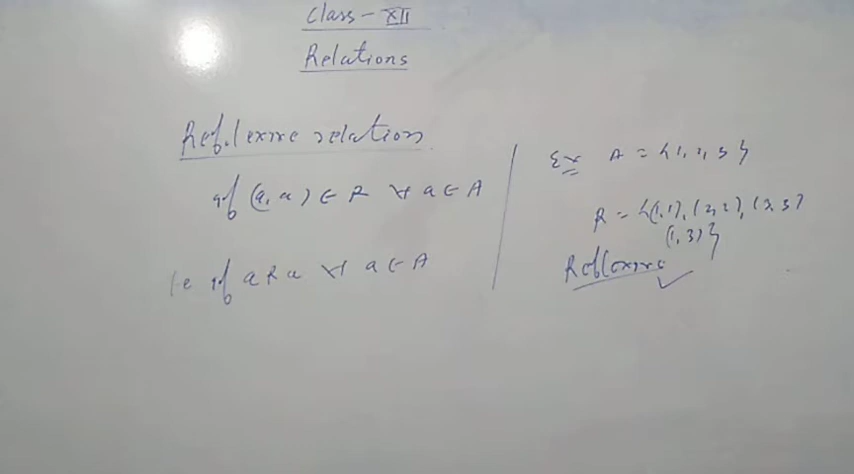 Class - XII
Relations
Reflexive relation
if (a, a) ∈ R ∀ a ∈ A
i.e if a R a ∀ a ∈ A
Ex A = {1, 2, 3}
R = {(1,1), (2,2), (3,3)
(1,3)}
Reflexive ✓